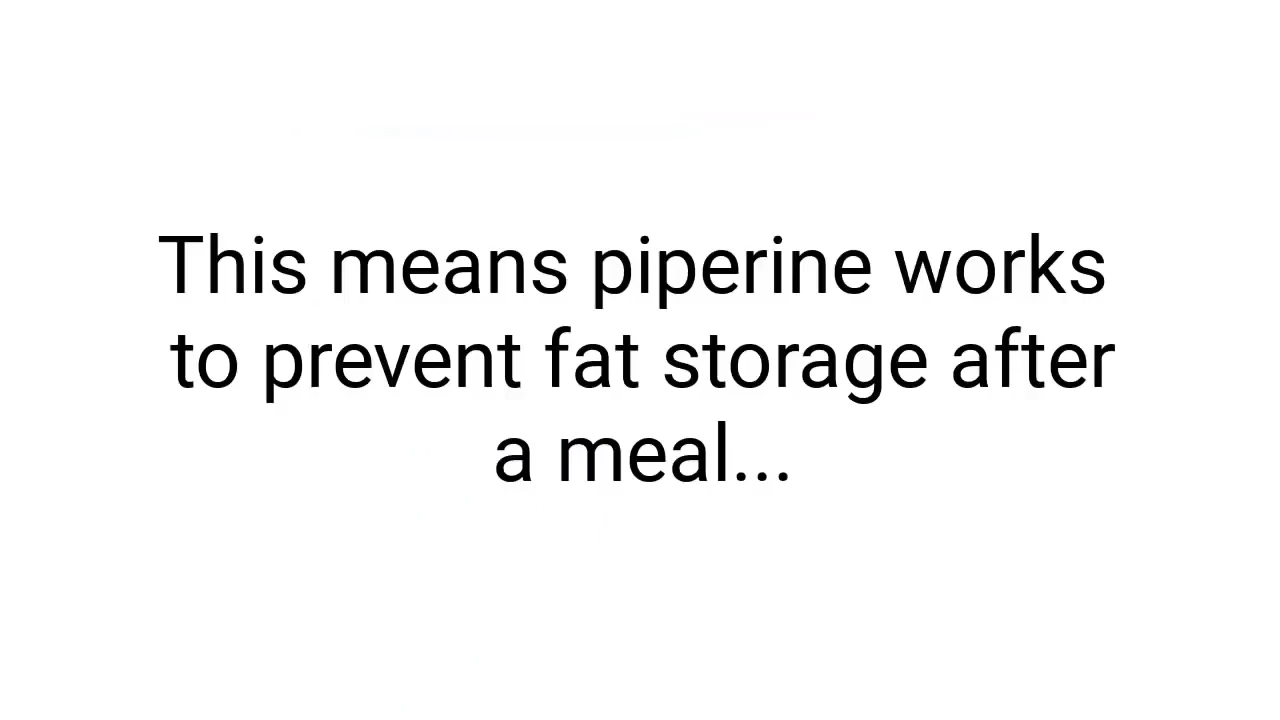 This means piperine works
to prevent fat storage after
a meal...